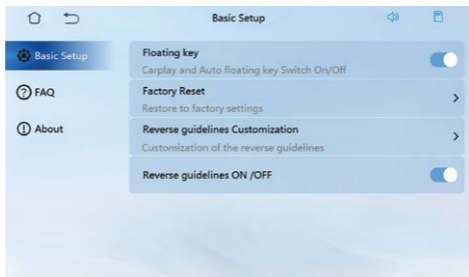 Basic Setup
Basic Setup
Floating key
Carplay and Auto floating key Switch On/Off
FAQ
Factory Reset
Restore to factory settings
About
Reverse guidelines Customization
Customization of the reverse guidelines
Reverse guidelines ON /OFF